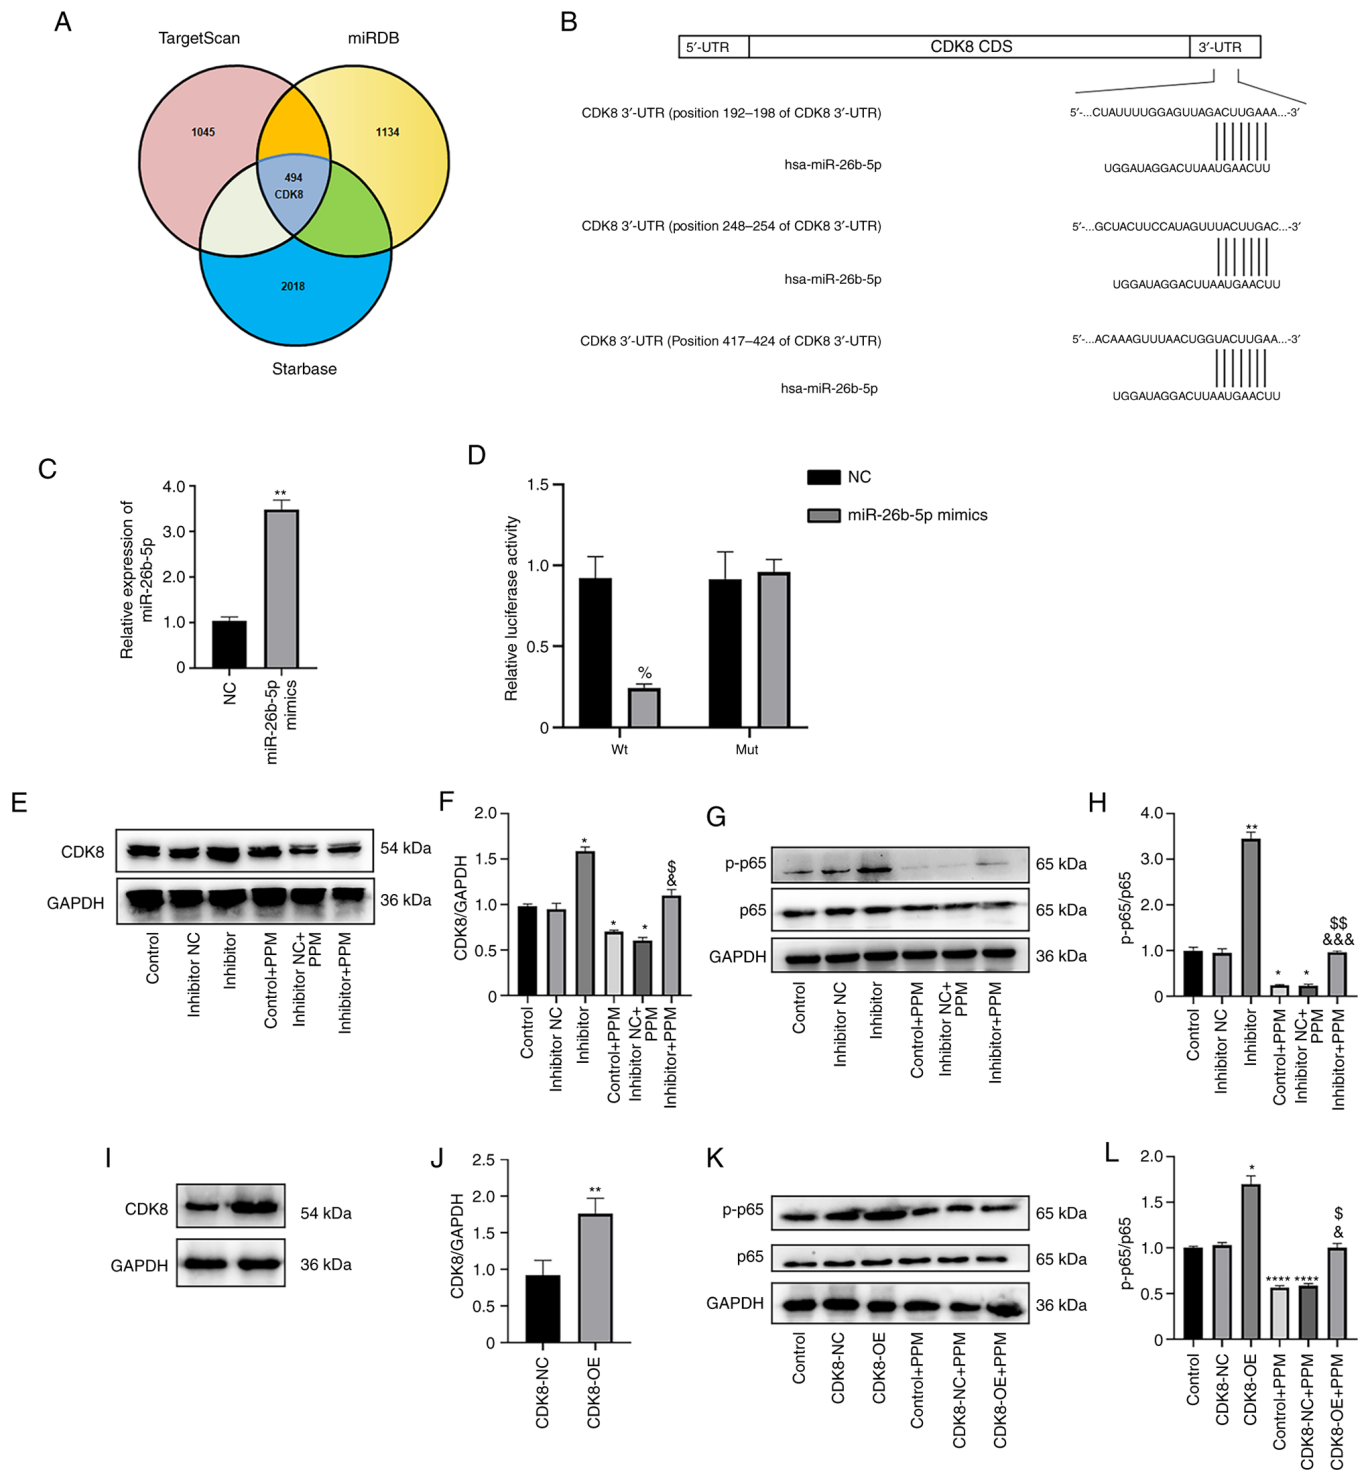 A
TargetScan
miRDB
1045
1134
494
CDK8
2018
Starbase
B
5′-UTR
CDK8 CDS
3′-UTR
CDK8 3′-UTR (position 192–198 of CDK8 3′-UTR)
5′-...CUAUUUUGGAGUUAGACUUGAAA...-3′
hsa-miR-26b-5p
UGGAUAGGACUUAAUGAACUU
CDK8 3′-UTR (position 248–254 of CDK8 3′-UTR)
5′-...GCUACUUCCAUAGUUUACUUGAC...-3′
hsa-miR-26b-5p
UGGAUAGGACUUAAUGAACUU
CDK8 3′-UTR (Position 417–424 of CDK8 3′-UTR)
5′-...ACAAAGUUUAACUGGUACUUGAA...-3′
hsa-miR-26b-5p
UGGAUAGGACUUAAUGAACUU
C
Relative expression of
miR-26b-5p
4.0
3.0
2.0
1.0
0
**
NC
miR-26b-5p
mimics
D
Relative luciferase activity
1.5
1.0
0.5
0
%
Wt
Mut
NC
miR-26b-5p mimics
E
CDK8
54 kDa
GAPDH
36 kDa
Control
Inhibitor NC
Inhibitor
Control+PPM
Inhibitor NC+
PPM
Inhibitor+PPM
F
CDK8/GAPDH
2.0
1.5
1.0
0.5
0
*
*
*
$
&
Control
Inhibitor NC
Inhibitor
Control+PPM
Inhibitor NC+
PPM
Inhibitor+PPM
G
p-p65
65 kDa
p65
65 kDa
GAPDH
36 kDa
Control
Inhibitor NC
Inhibitor
Control+PPM
Inhibitor NC+
PPM
Inhibitor+PPM
H
p-p65/p65
4.0
3.0
2.0
1.0
0
**
*
*
$$
&&&
Control
Inhibitor NC
Inhibitor
Control+PPM
Inhibitor NC+
PPM
Inhibitor+PPM
I
CDK8
54 kDa
GAPDH
36 kDa
J
CDK8/GAPDH
2.5
2.0
1.5
1.0
0.5
0
**
CDK8-NC
CDK8-OE
K
p-p65
65 kDa
p65
65 kDa
GAPDH
36 kDa
Control
CDK8-NC
CDK8-OE
Control+PPM
CDK8-NC+PPM
CDK8-OE+PPM
L
p-p65/p65
2.0
1.5
1.0
0.5
0
*
****
****
$
&
Control
CDK8-NC
CDK8-OE
Control+PPM
CDK8-NC+PPM
CDK8-OE+PPM